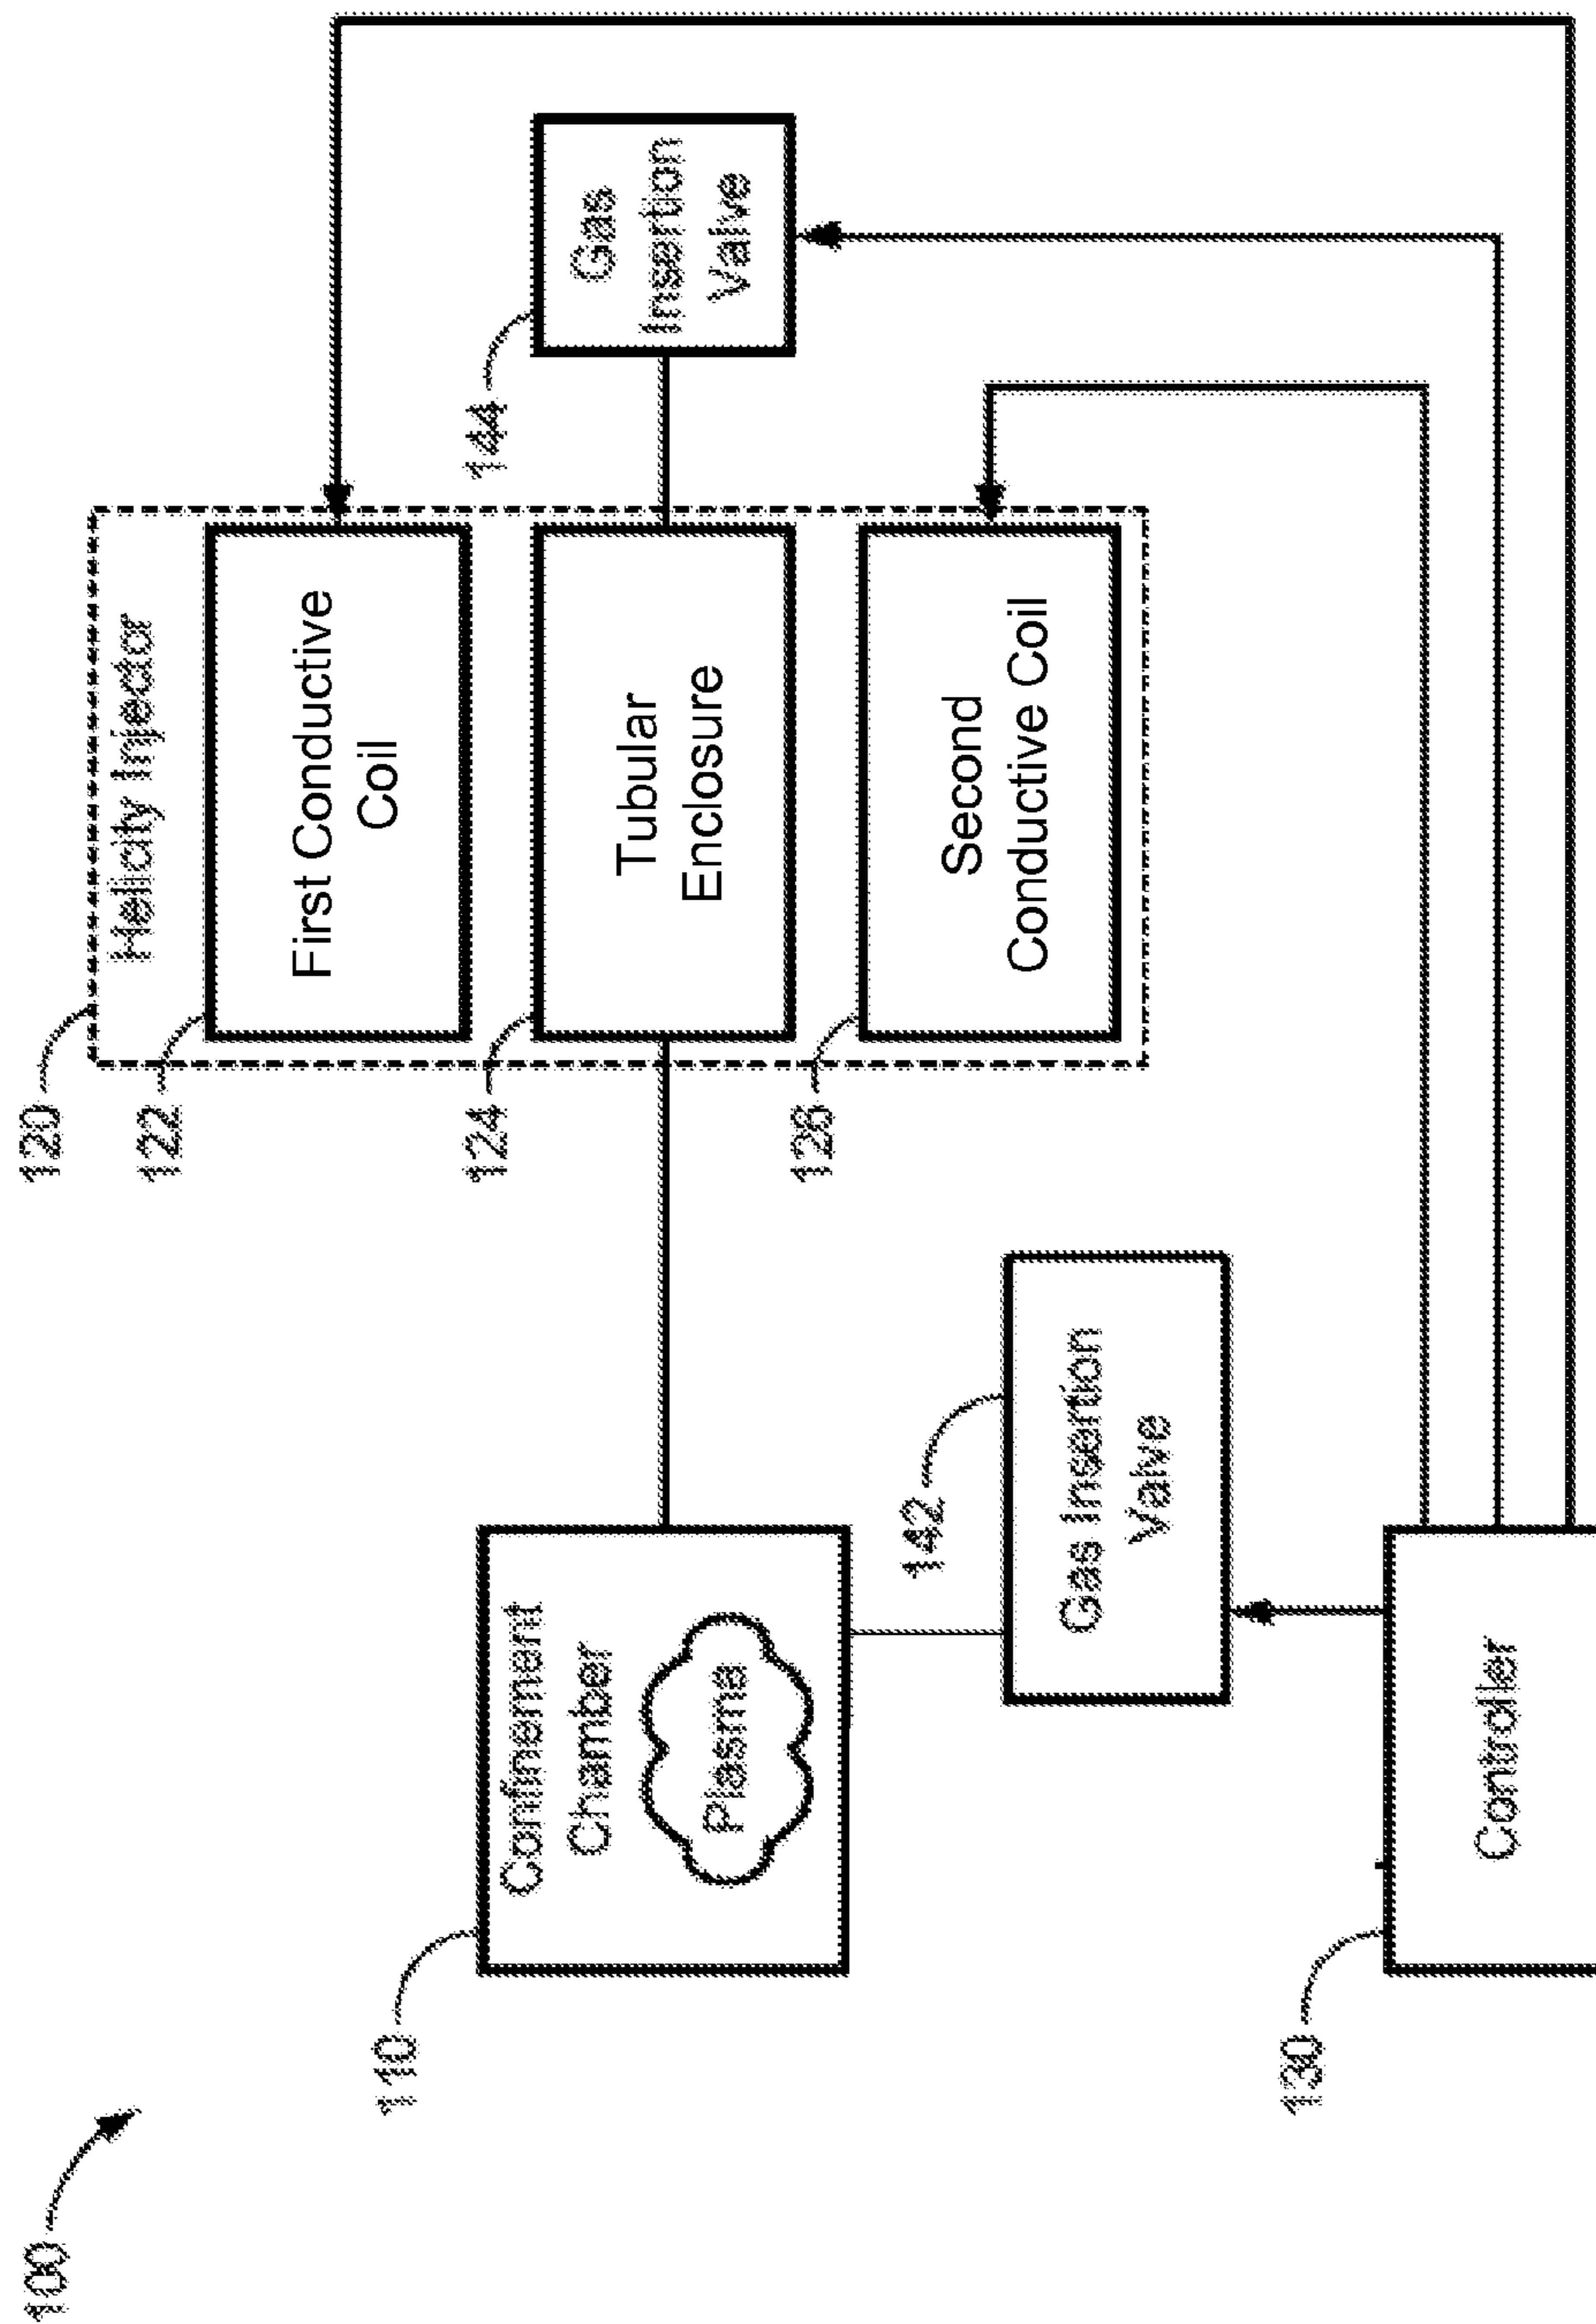 100
120
Helicity Injector
122
First Conductive
Coil
110
Confinement
Chamber
Plasma
124
Tubular
Enclosure
144
Gas
Insertion
Valve
126
Second
Conductive Coil
142
Gas Insertion
Valve
130
Controller